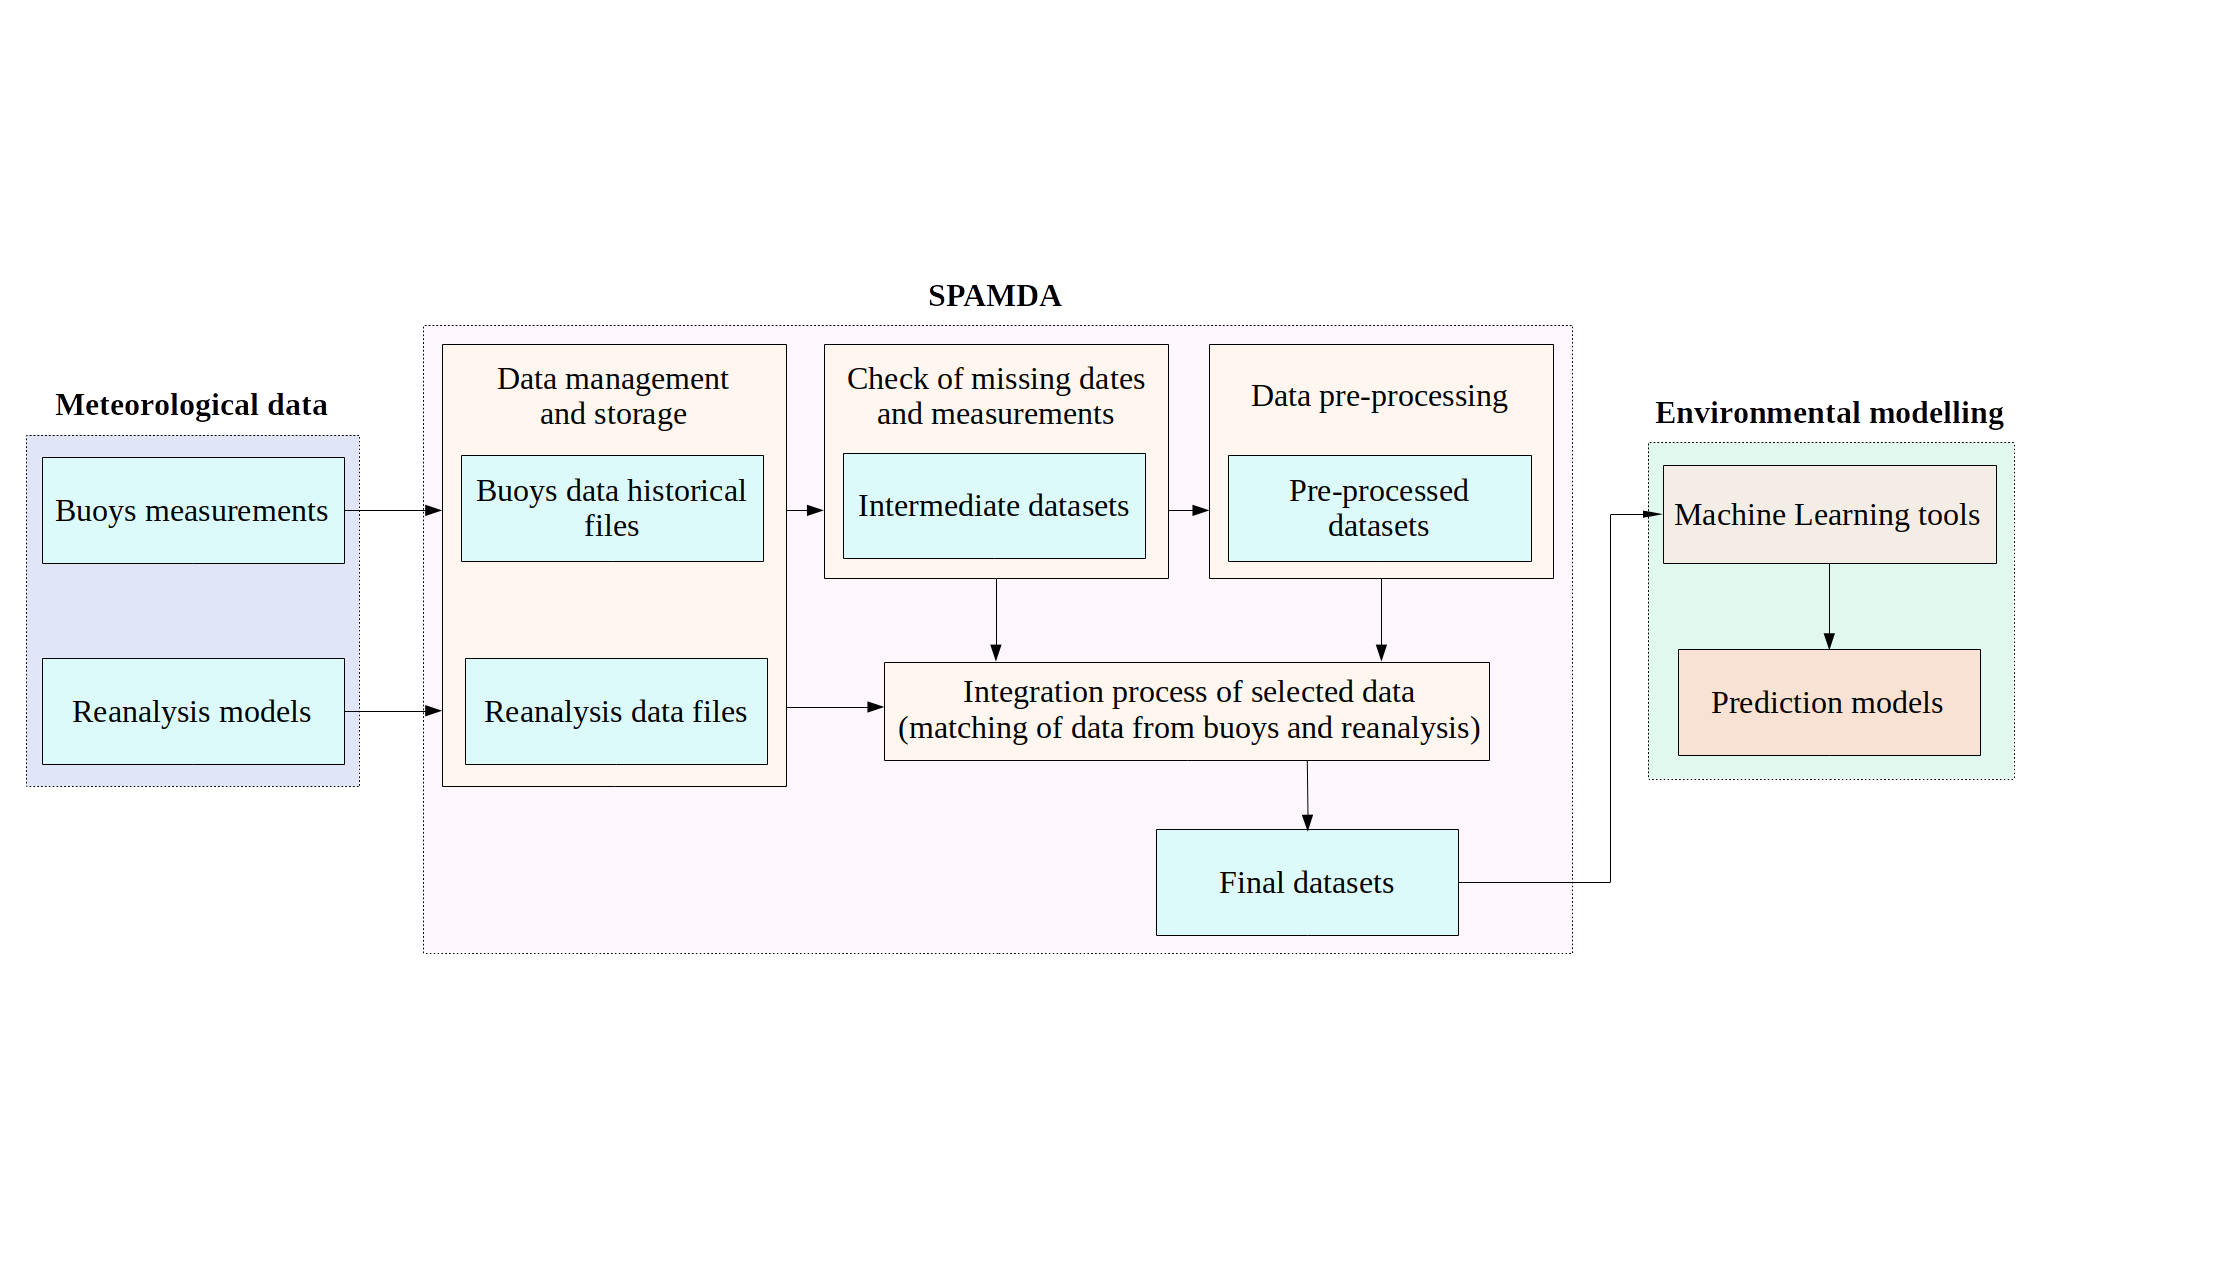 SPAMDA
Meteorological data
Buoys measurements
Reanalysis models
Data management
and storage
Buoys data historical
files
Reanalysis data files
Check of missing dates
and measurements
Intermediate datasets
Data pre-processing
Pre-processed
datasets
Integration process of selected data
(matching of data from buoys and reanalysis)
Final datasets
Environmental modelling
Machine Learning tools
Prediction models